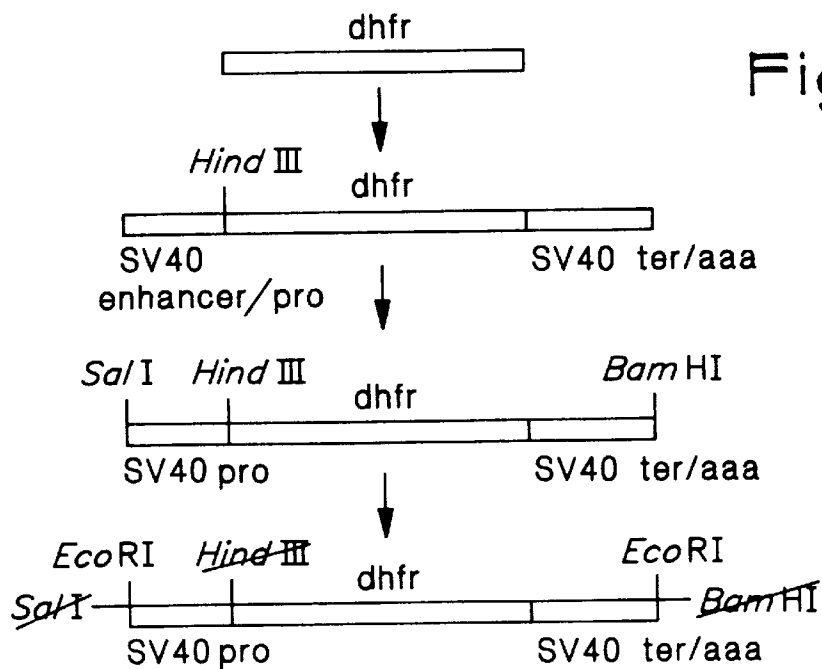 dhfr
Fig
Hind III
dhfr
SV40
enhancer/pro
SV40 ter/aaa
Sal I Hind III
dhfr
Bam HI
SV40 pro
SV40 ter/aaa
EcoRI Hind III
dhfr
EcoRI
Sal I
Bam HI
SV40 pro
SV40 ter/aaa